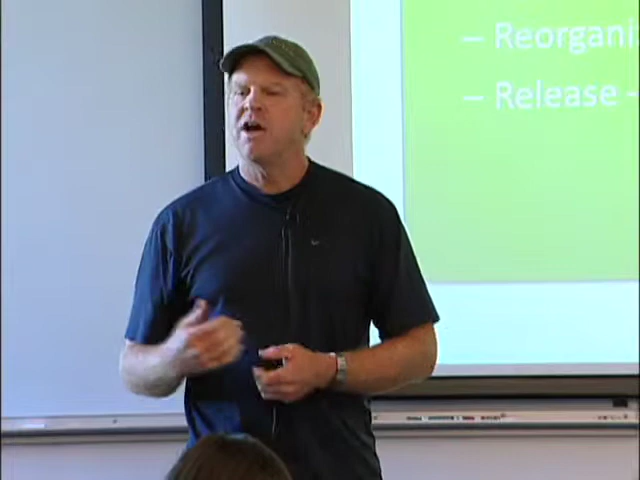 – Reorgani
– Release -